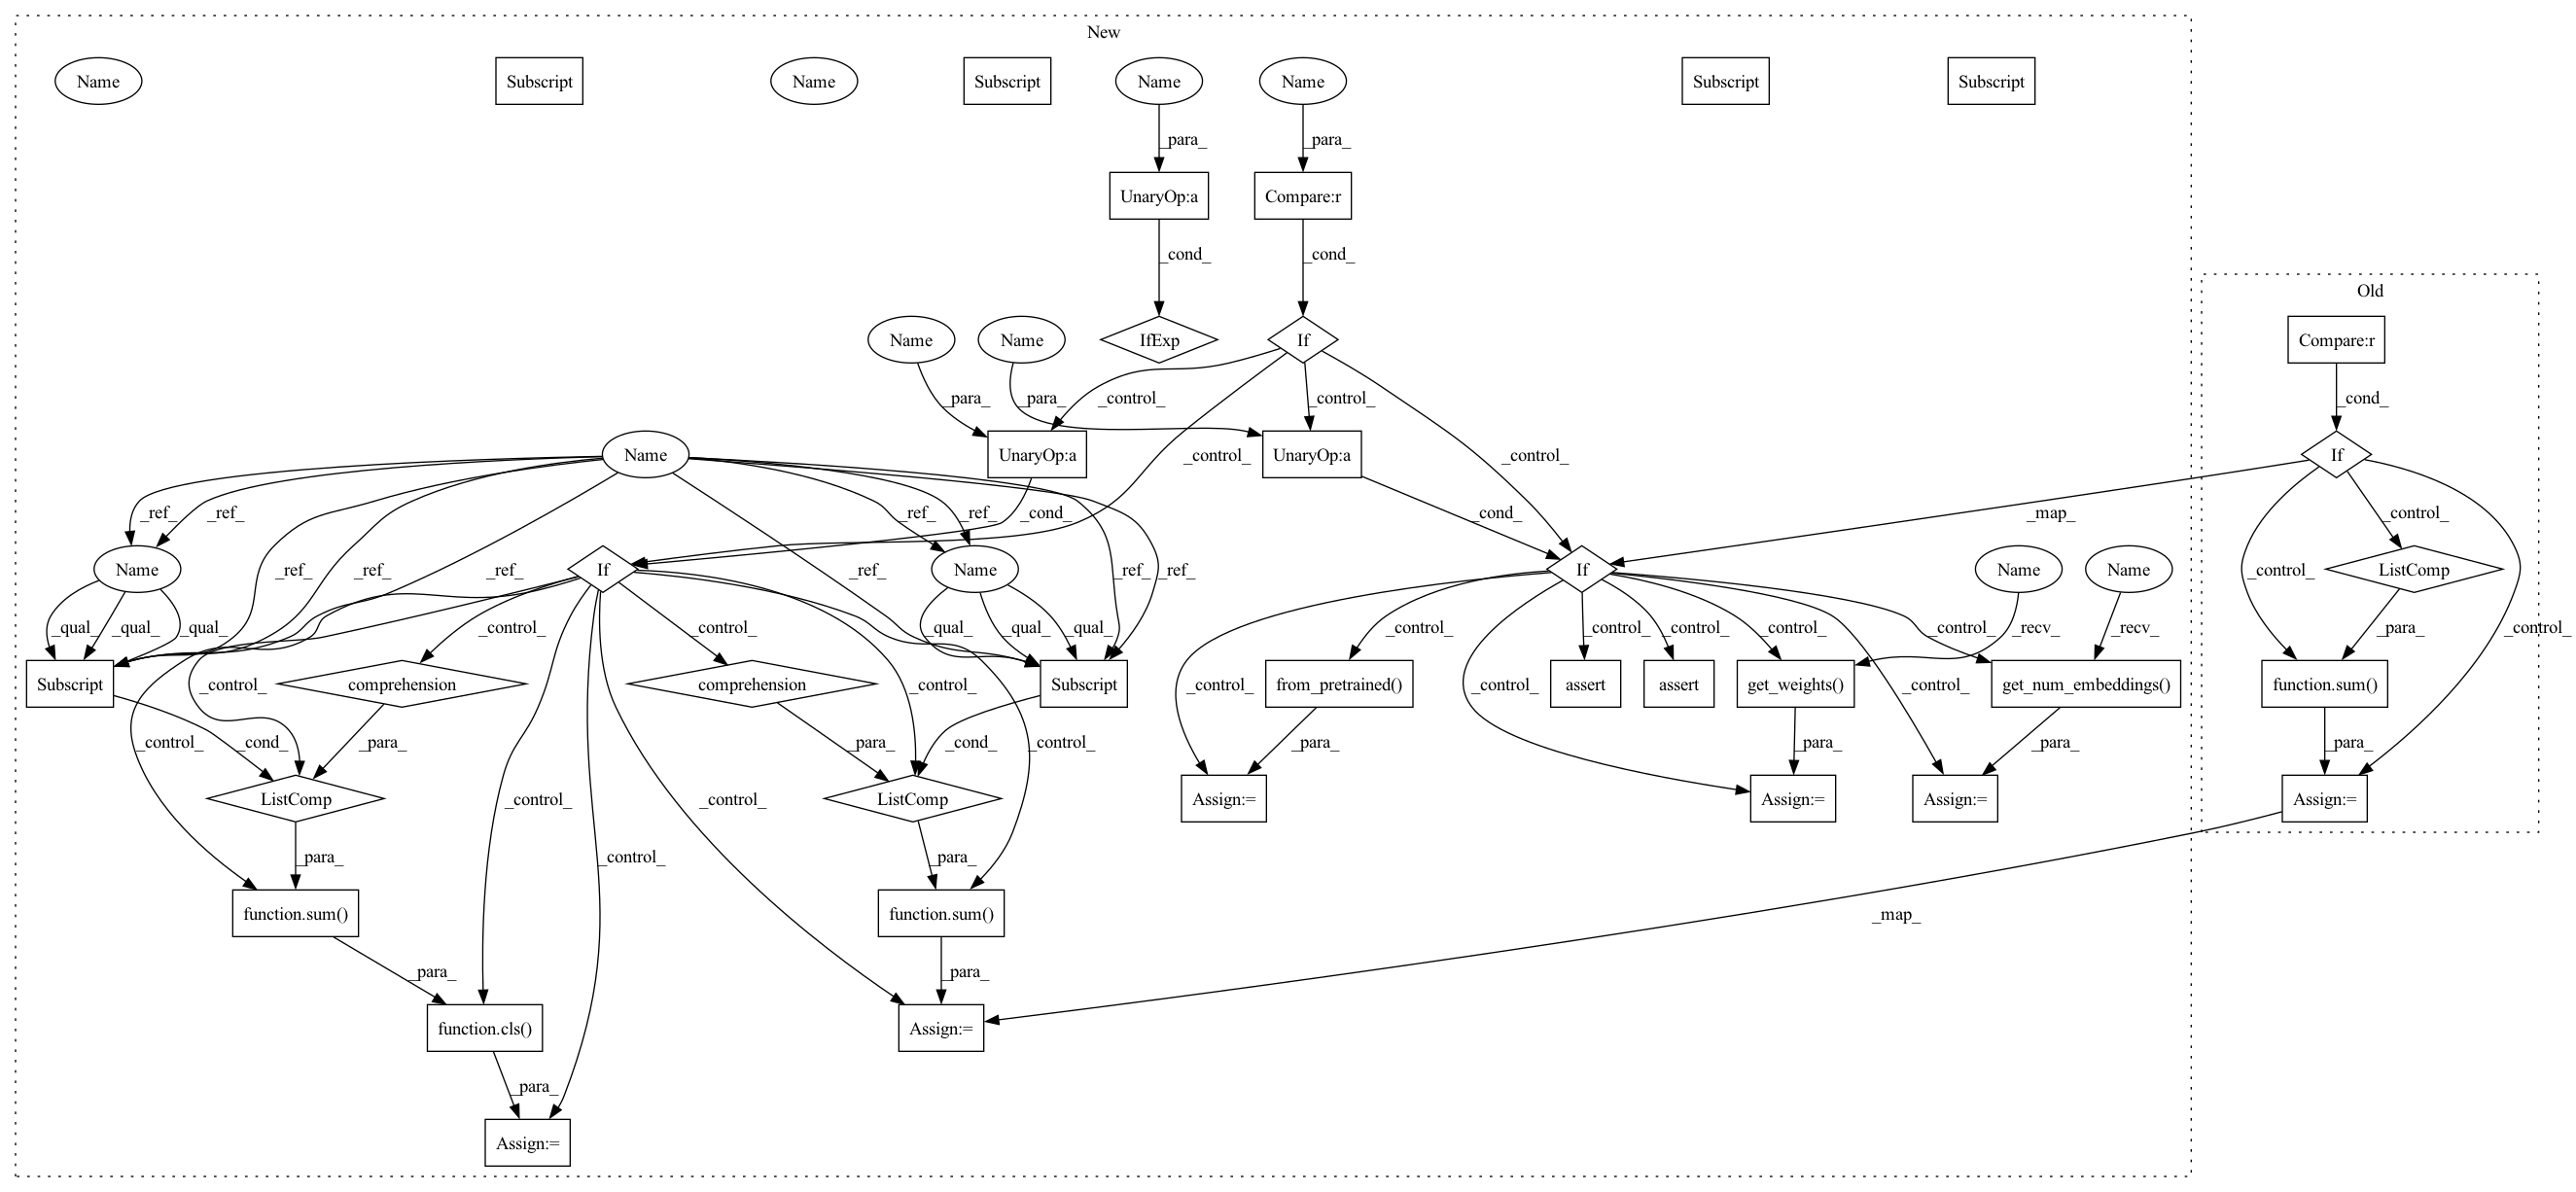 New
Name
Subscript
Name
Subscript
Name
Name
Subscript
Subscript
_para_
_para_
UnaryOp:a
Compare:r
_cond_
_cond_
Old
Name
Name
IfExp
If
Compare:r
_para_
_para_
_control_
_control_
_cond_
Name
UnaryOp:a
_control_
UnaryOp:a
_control_
If
_ref_
_ref_
_ref_
_ref_
_cond_
_cond_
_map_
_control_
Name
_ref_
_ref_
_ref_
If
_ref_
Name
_ref_
_ref_
If
Name
Name
_control_
ListComp
_qual_
_qual_
_qual_
_control_
_control_
_qual_
_qual_
_qual_
_control_
_control_
_control_
_control_
_recv_
_control_
_recv_
_para_
_control_
Subscript
_control_
comprehension
comprehension
_control_
Subscript
_control_
from_pretrained()
_control_
assert
assert
get_weights()
_control_
get_num_embeddings()
function.sum()
_control_
_cond_
_para_
_para_
_cond_
_control_
_para_
_para_
_para_
_para_
ListComp
_control_
_control_
ListComp
Assign:=
Assign:=
Assign:=
Assign:=
_para_
_control_
_para_
function.sum()
function.sum()
_map_
_para_
_para_
function.cls()
Assign:=
_para_
Assign:=